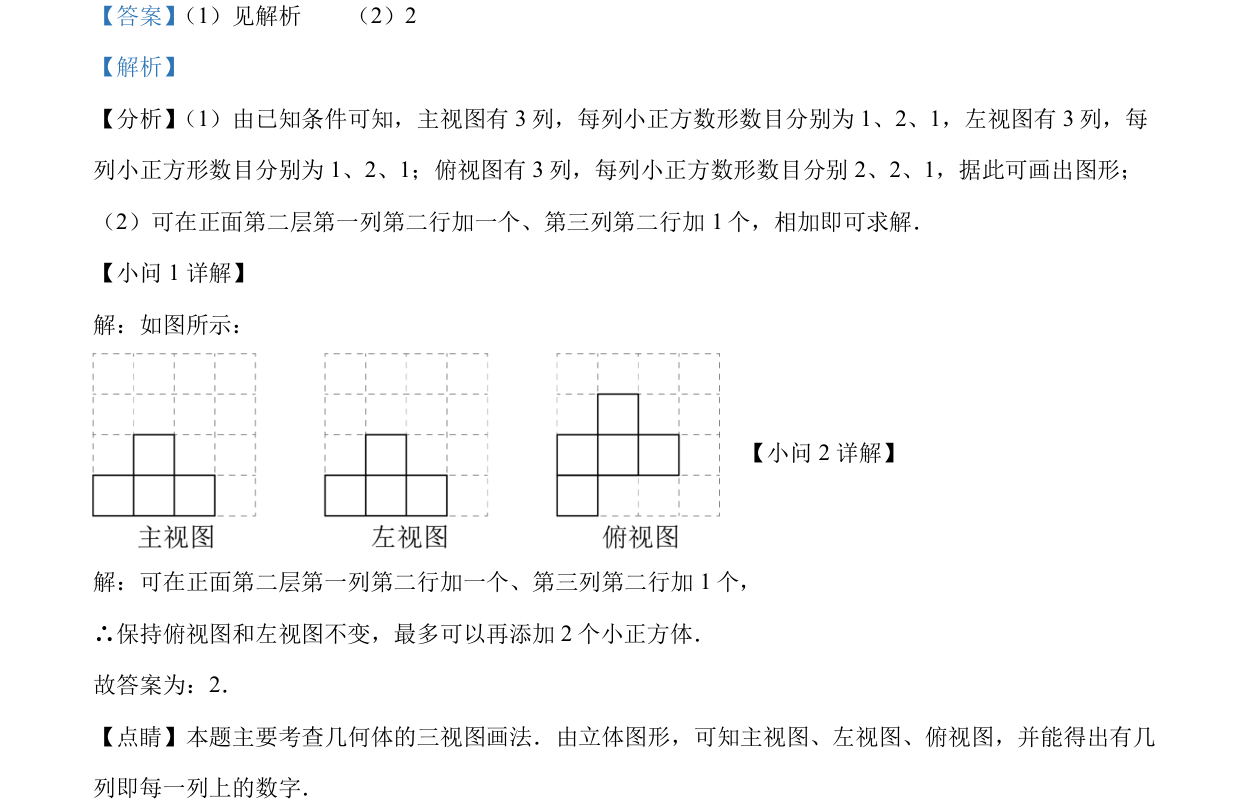 【答案】（1）见解析　　（2）2
【解析】
【分析】（1）由已知条件可知，主视图有 3 列，每列小正方数形数目分别为 1、2、1，左视图有 3 列，每
列小正方形数目分别为 1、2、1；俯视图有 3 列，每列小正方数形数目分别 2、2、1，据此可画出图形；
（2）可在正面第二层第一列第二行加一个、第三列第二行加 1 个，相加即可求解．
【小问 1 详解】
解：如图所示：
【小问 2 详解】
主视图　左视图　俯视图
解：可在正面第二层第一列第二行加一个、第三列第二行加 1 个，
∴保持俯视图和左视图不变，最多可以再添加 2 个小正方体．
故答案为：2．
【点睛】本题主要考查几何体的三视图画法．由立体图形，可知主视图、左视图、俯视图，并能得出有几
列即每一列上的数字．